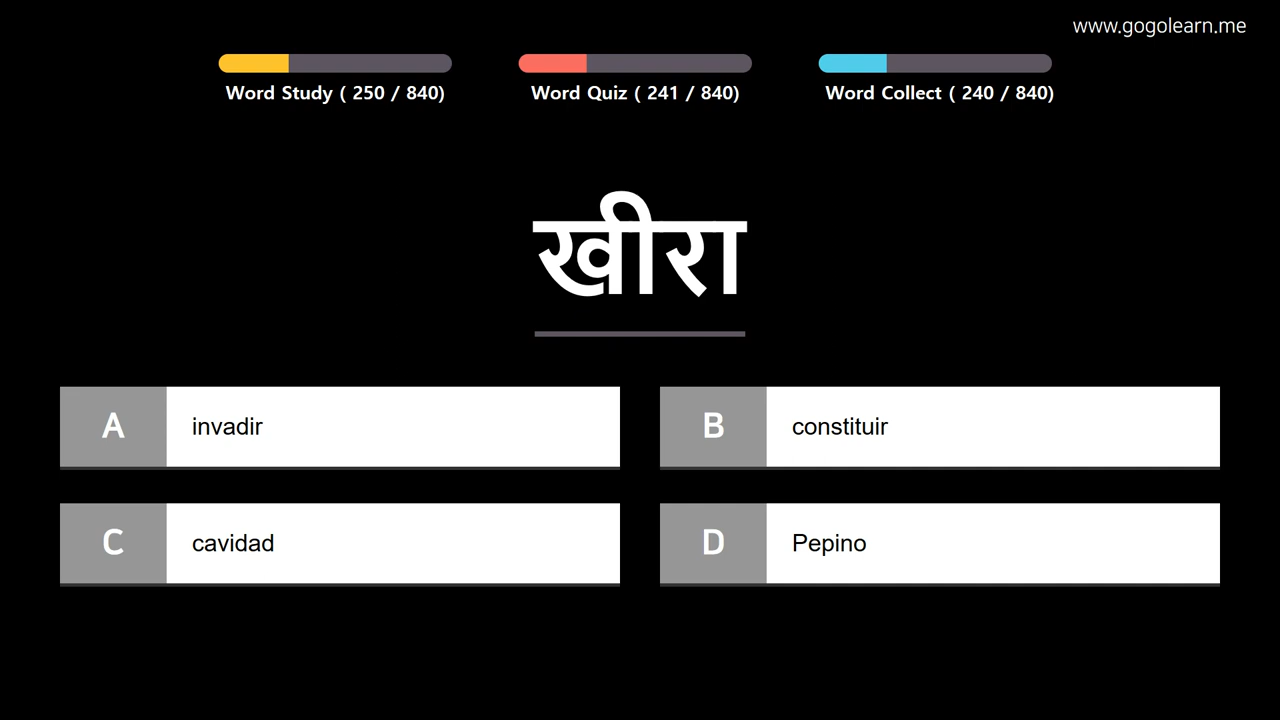 www.gogolearn.me
Word Study ( 250 / 840)
Word Quiz ( 241 / 840)
Word Collect ( 240 / 840)
खीरा
A invadir
B constituir
C cavidad
D Pepino